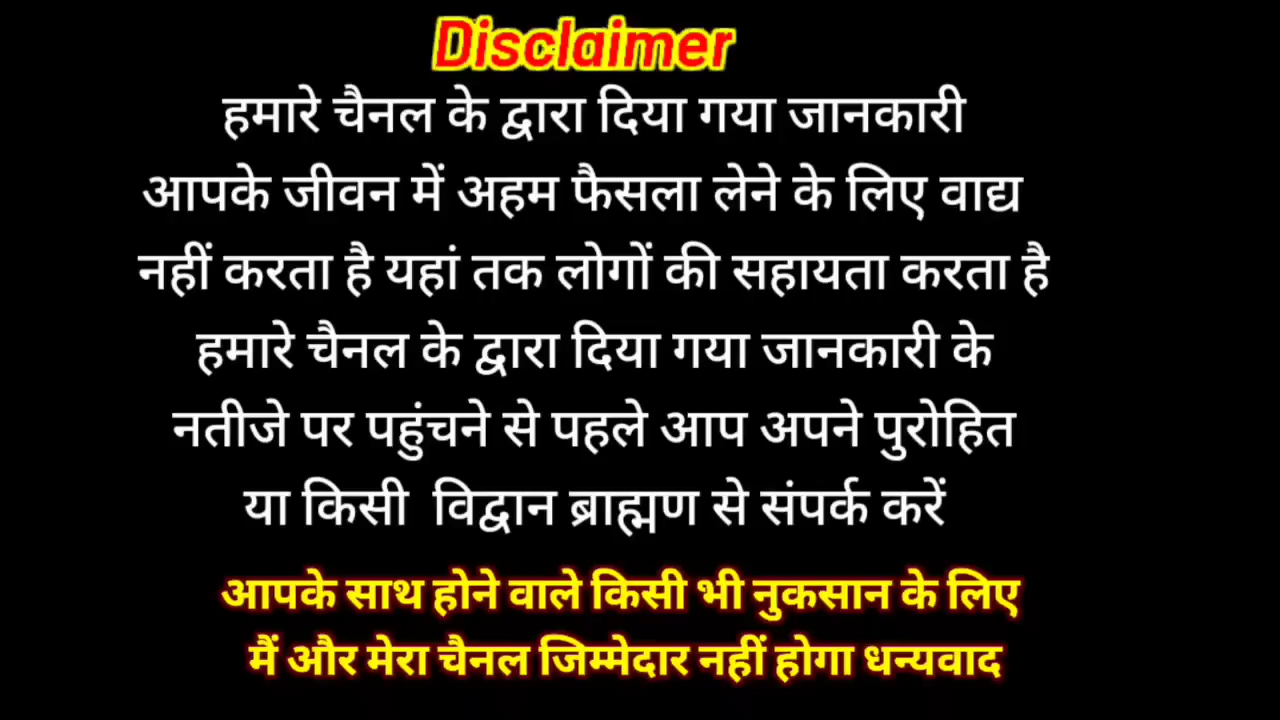 Disclaimer
हमारे चैनल के द्वारा दिया गया जानकारी
आपके जीवन में अहम फैसला लेने के लिए वाद्य
नहीं करता है यहां तक लोगों की सहायता करता है
हमारे चैनल के द्वारा दिया गया जानकारी के
नतीजे पर पहुंचने से पहले आप अपने पुरोहित
या किसी विद्वान ब्राह्मण से संपर्क करें
आपके साथ होने वाले किसी भी नुकसान के लिए
मैं और मेरा चैनल जिम्मेदार नहीं होगा धन्यवाद